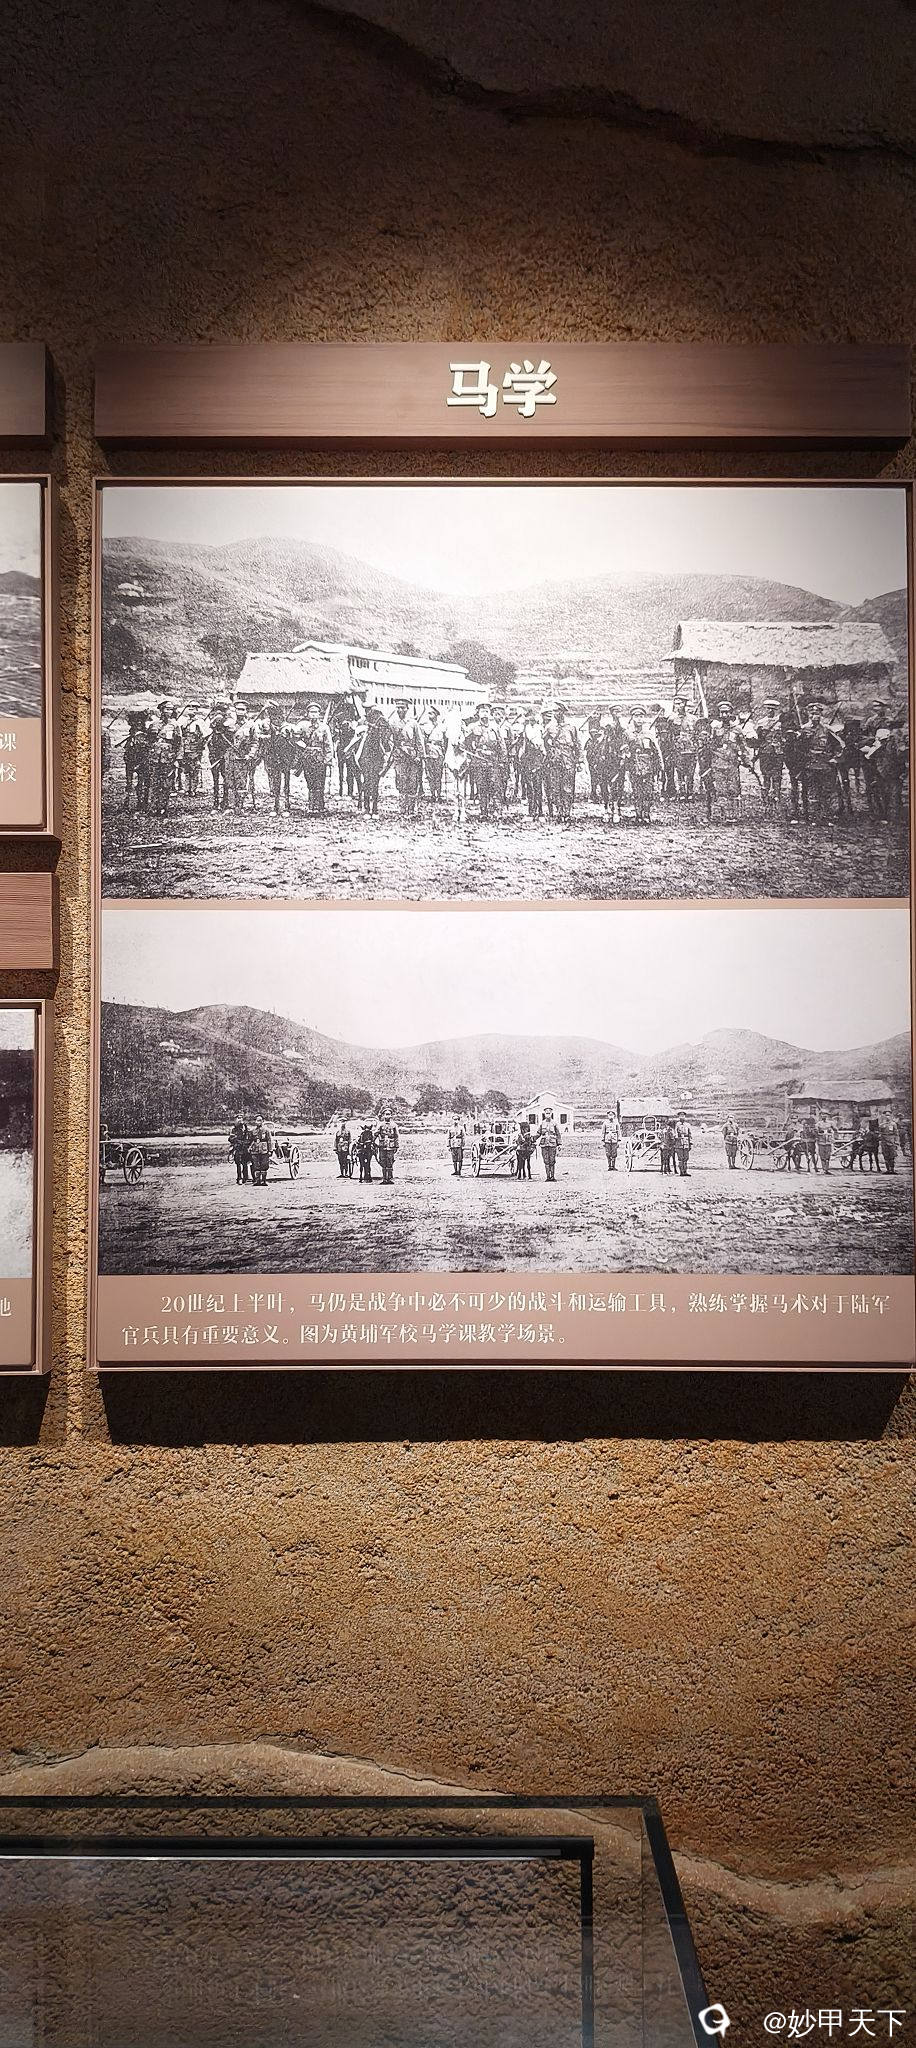 马学
课
校
20世纪上半叶，马仍是战争中必不可少的战斗和运输工具，熟练掌握马术对于陆军
官兵具有重要意义。图为黄埔军校马学课教学场景。
地
@妙甲天下